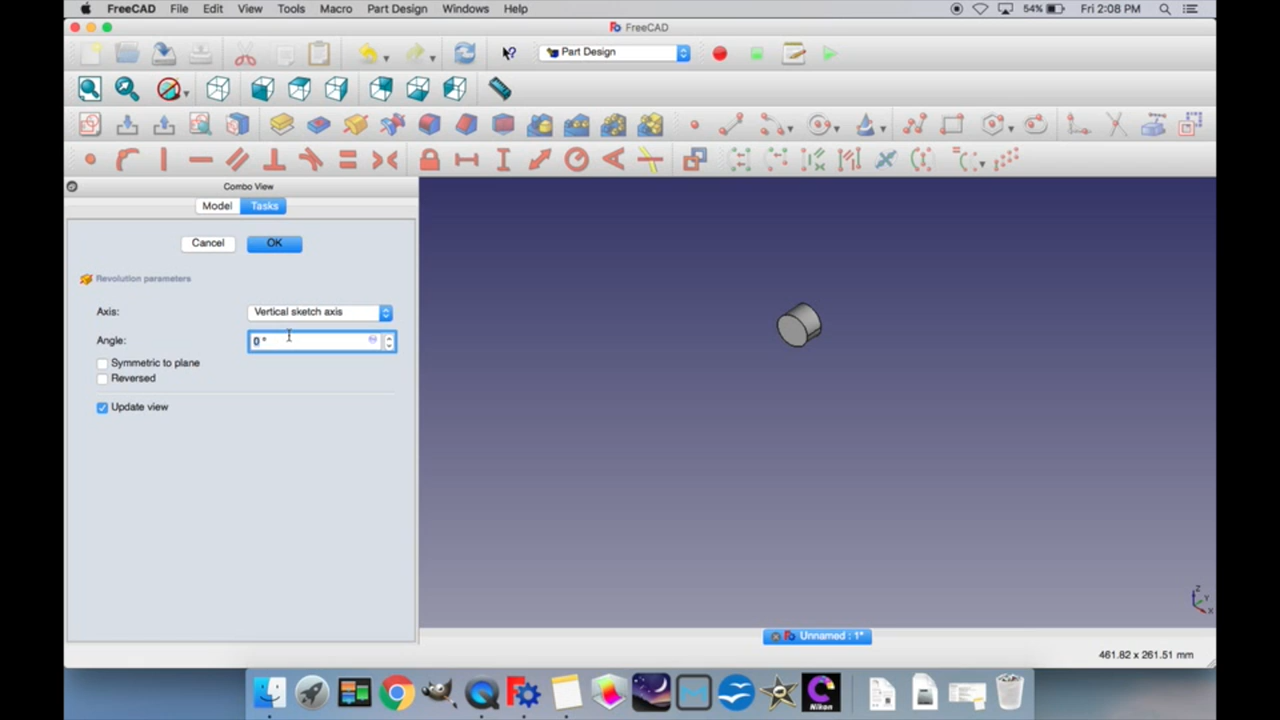 FreeCAD File Edit View Tools Macro Part Design Windows Help 54% Fri 2:08 PM
FreeCAD
Part Design
Combo View
Model Tasks
Cancel OK
Revolution parameters
Axis: Vertical sketch axis
Angle: 0 °
Symmetric to plane
Reversed
Update view
Z
Y
X
Unnamed : 1*
461.82 x 261.51 mm
Nikon